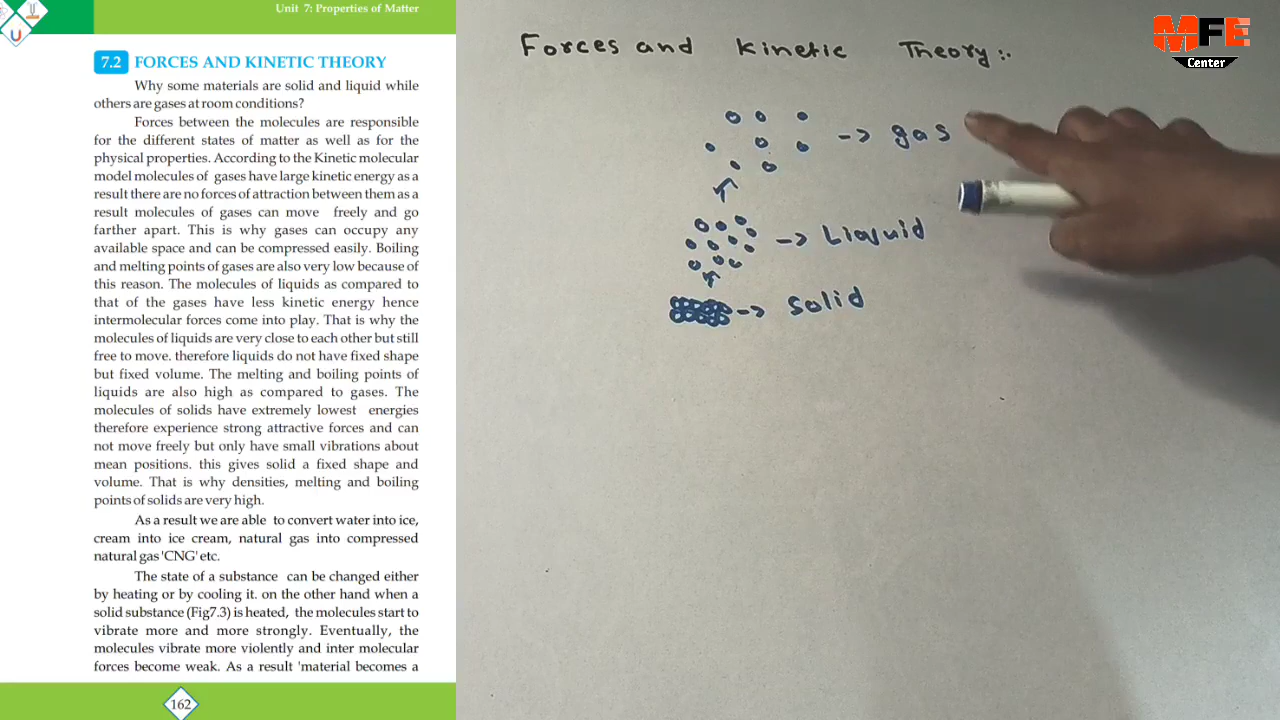 Unit 7: Properties of Matter
7.2 FORCES AND KINETIC THEORY
Why some materials are solid and liquid while
others are gases at room conditions?
Forces between the molecules are responsible
for the different states of matter as well as for the
physical properties. According to the Kinetic molecular
model molecules of gases have large kinetic energy as a
result there are no forces of attraction between them as a
result molecules of gases can move freely and go
farther apart. This is why gases can occupy any
available space and can be compressed easily. Boiling
and melting points of gases are also very low because of
this reason. The molecules of liquids as compared to
that of the gases have less kinetic energy hence
intermolecular forces come into play. That is why the
molecules of liquids are very close to each other but still
free to move. therefore liquids do not have fixed shape
but fixed volume. The melting and boiling points of
liquids are also high as compared to gases. The
molecules of solids have extremely lowest energies
therefore experience strong attractive forces and can
not move freely but only have small vibrations about
mean positions. this gives solid a fixed shape and
volume. That is why densities, melting and boiling
points of solids are very high.
As a result we are able to convert water into ice,
cream into ice cream, natural gas into compressed
natural gas 'CNG' etc.
The state of a substance can be changed either
by heating or by cooling it. on the other hand when a
solid substance (Fig7.3) is heated, the molecules start to
vibrate more and more strongly. Eventually, the
molecules vibrate more violently and inter molecular
forces become weak. As a result 'material becomes a
162
Forces and Kinetic Theory:-
-> gas
-> Liquid
-> Solid
MFE
Center